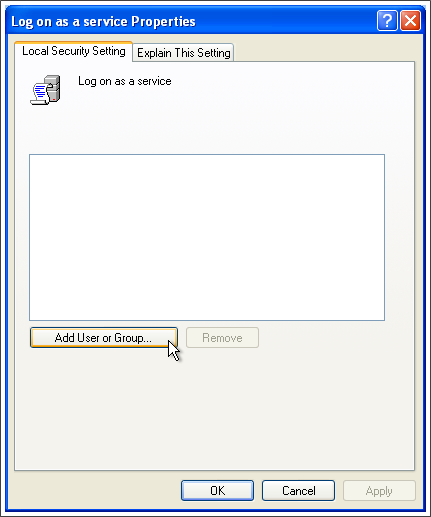 Log on as a service Properties
Local Security Setting
Explain This Setting
Log on as a service
Add User or Group...
Remove
OK
Cancel
Apply